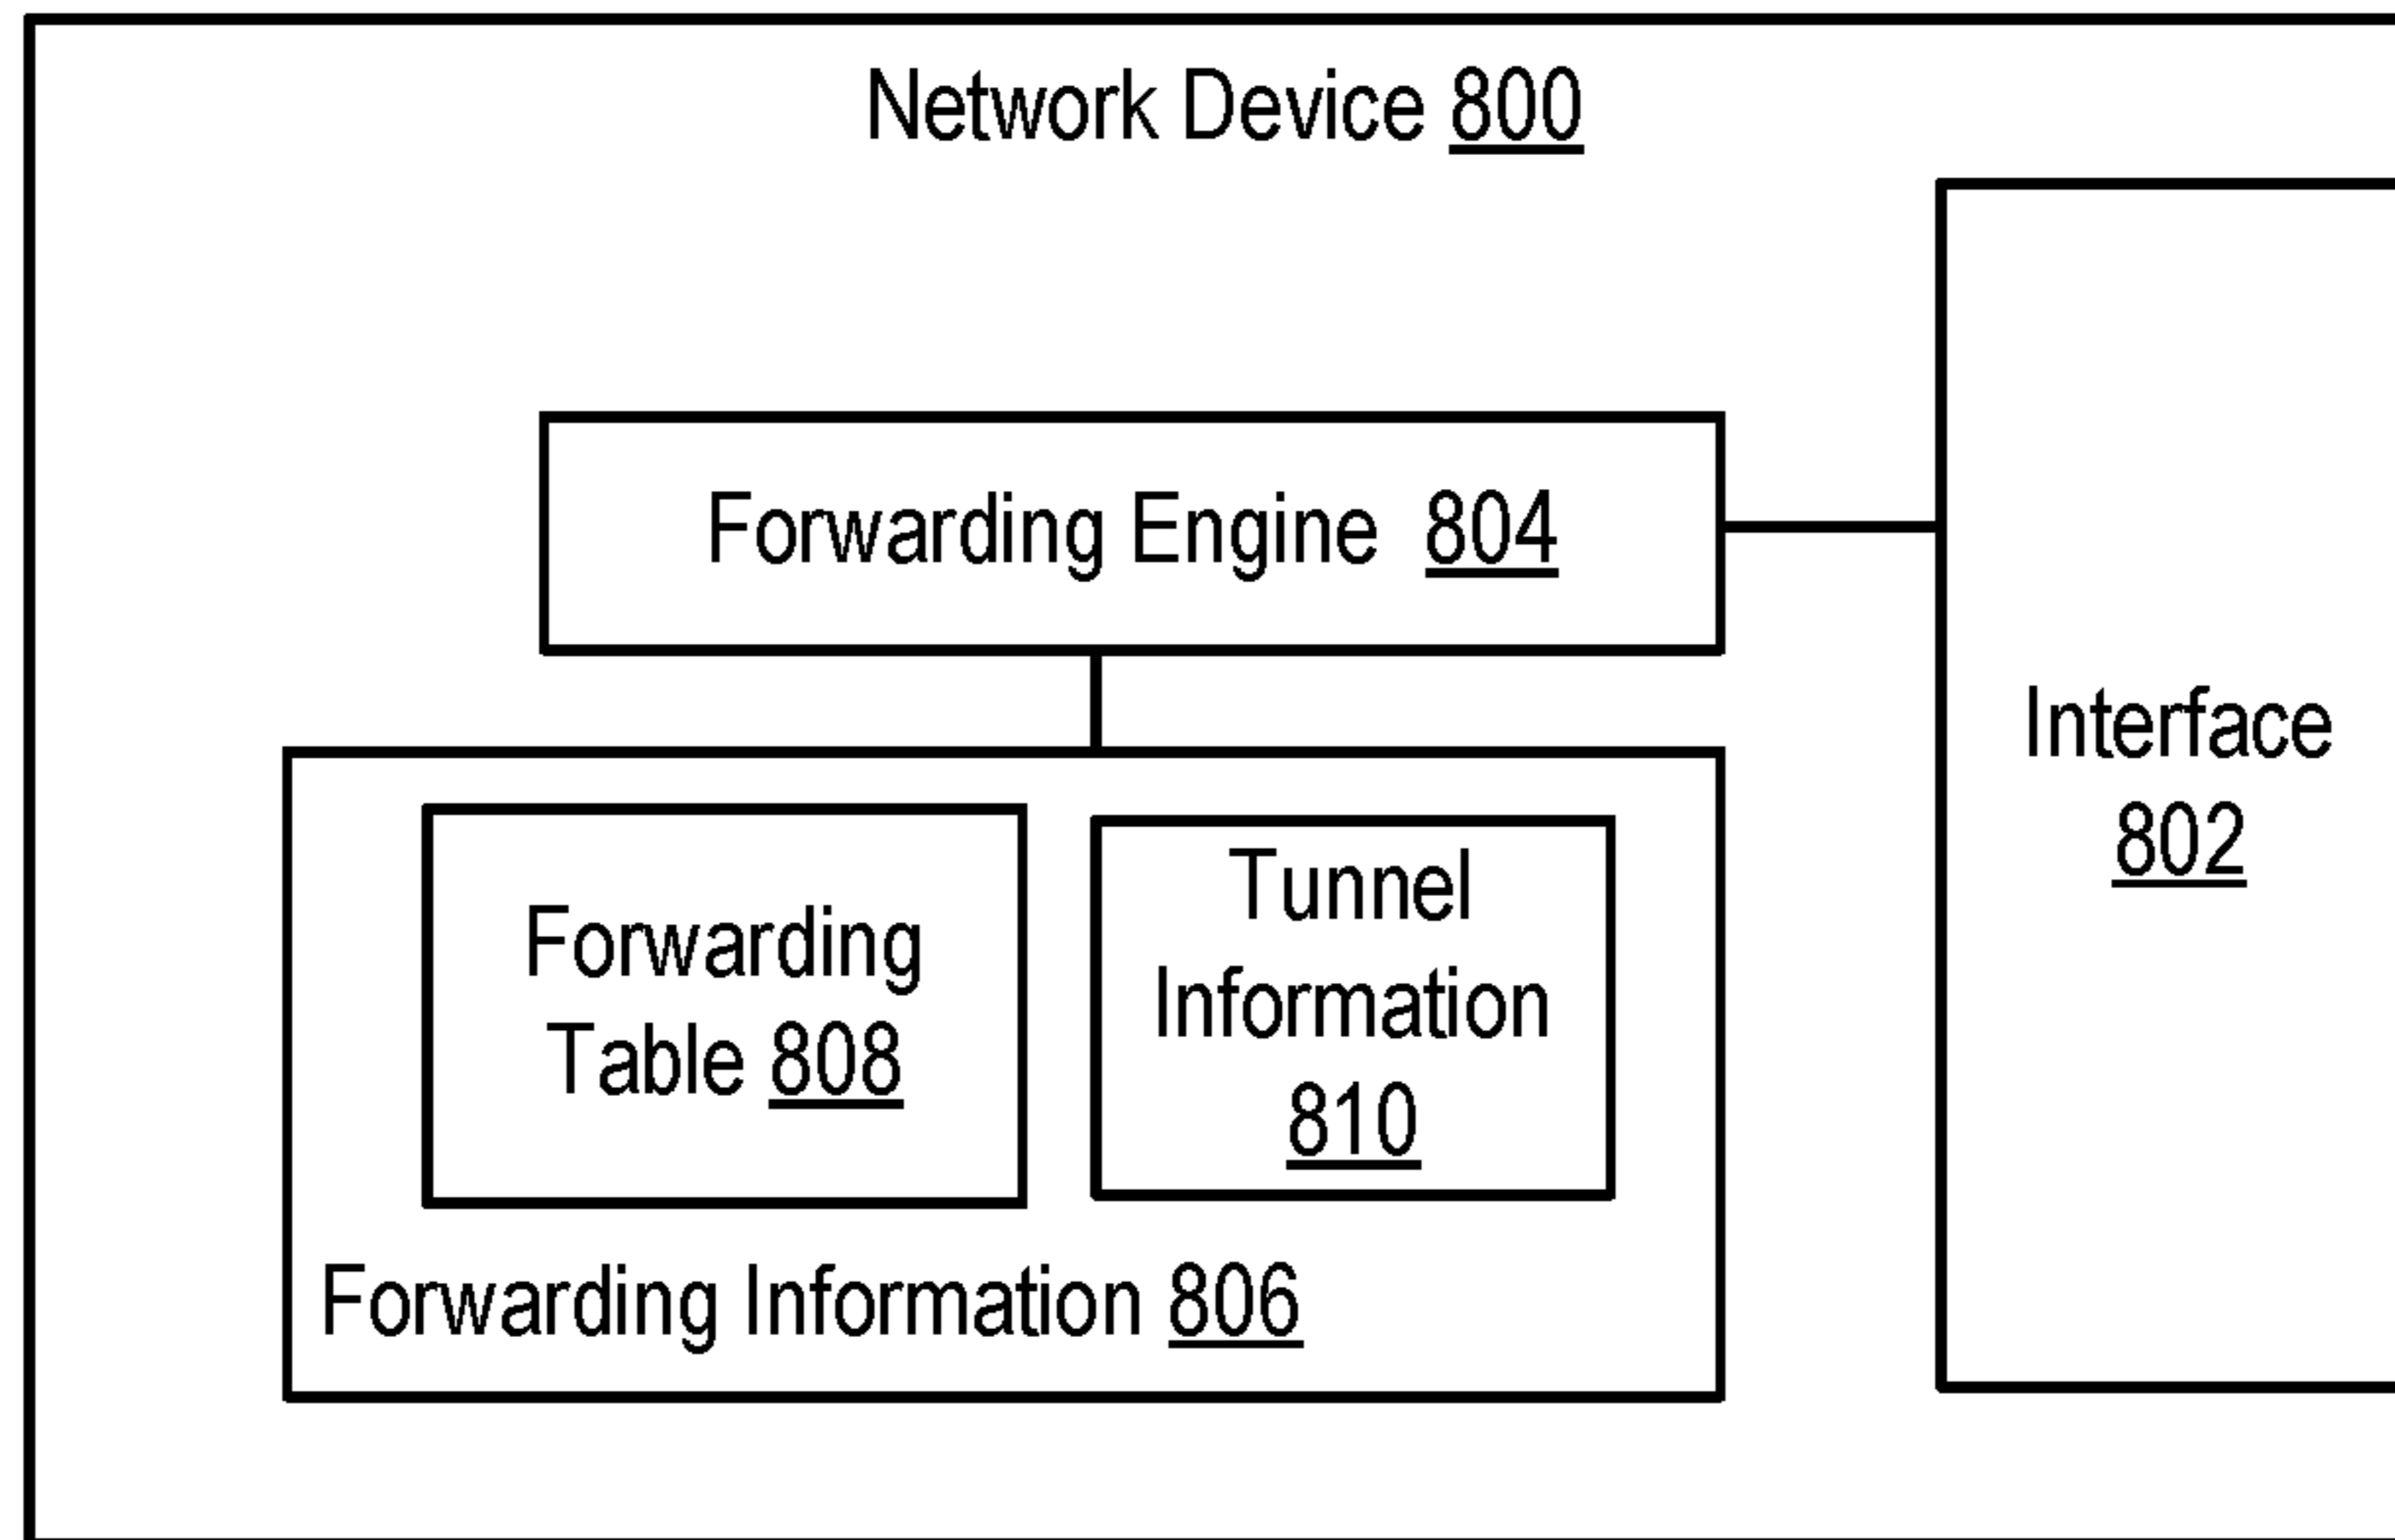 Network Device 800
Forwarding Engine 804
Interface
802
Forwarding
Table 808
Tunnel
Information
810
Forwarding Information 806